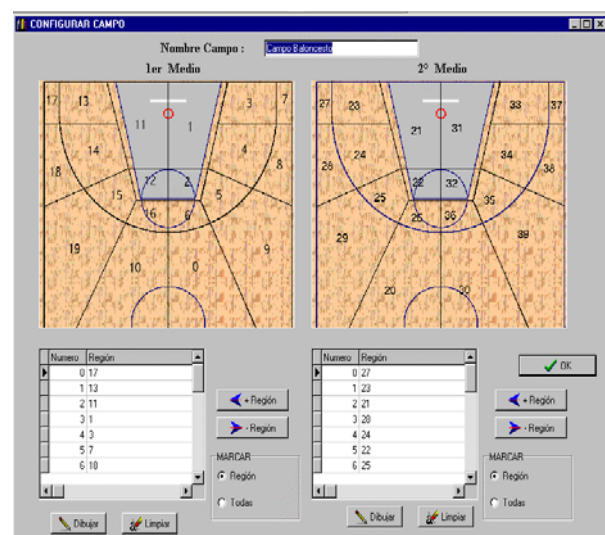 CONFIGURAR CAMPO
Nombre Campo :
Campo Baloncesto
1er Medio
2º Medio
17 13 3 7
11 1
14 4
18 8
12 2
15 5
16 6
19 9
10 0
27 23 33 37
21 31
24 34
28 38
22 32
25 35
26 36
29 39
20 30
Numero Región
0 17
1 13
2 11
3 1
4 3
5 7
6 18
+ Región
- Región
MARCAR
Región
Todas
Dibujar
Limpiar
Numero Región
0 27
1 23
2 21
3 28
4 24
5 22
6 25
OK
+ Región
- Región
MARCAR
Región
Todas
Dibujar
Limpiar